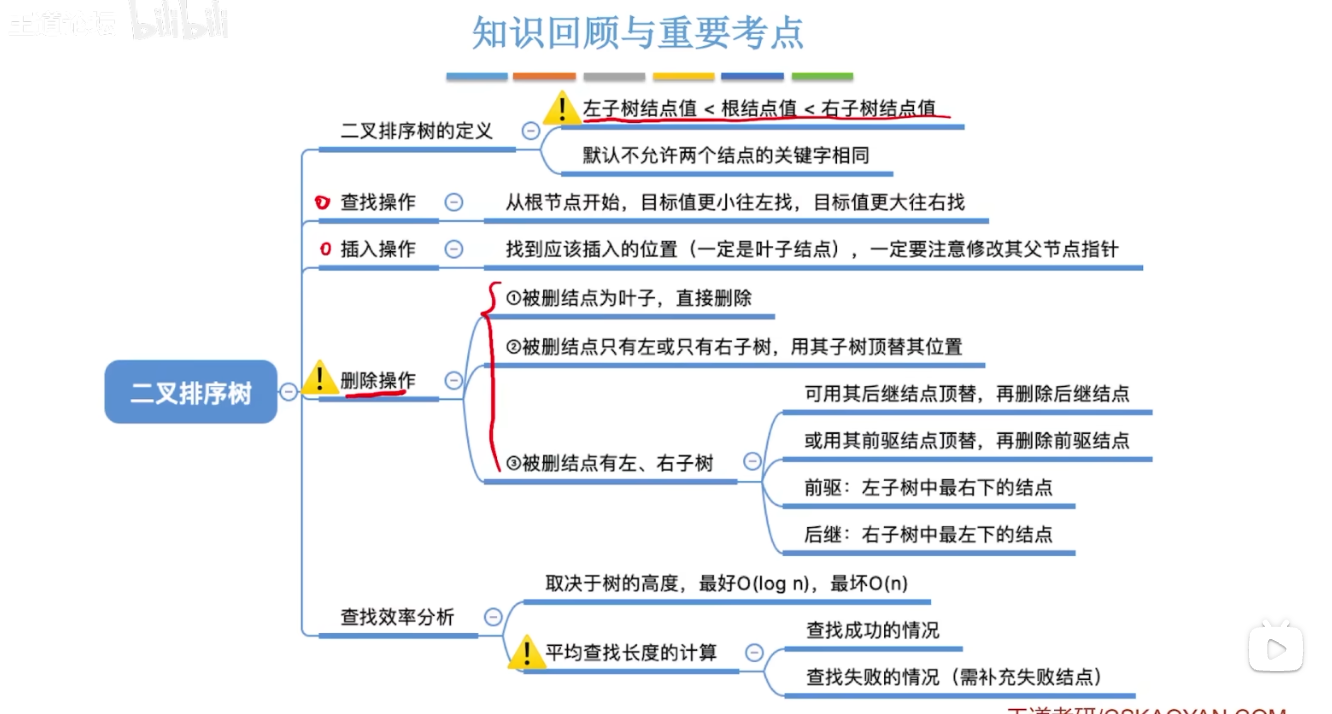 王道论坛 bilibili
知识回顾与重要考点
二叉排序树
二叉排序树的定义
左子树结点值 < 根结点值 < 右子树结点值
默认不允许两个结点的关键字相同
查找操作
从根节点开始，目标值更小往左找，目标值更大往右找
插入操作
找到应该插入的位置（一定是叶子结点），一定要注意修改其父节点指针
删除操作
①被删结点为叶子，直接删除
②被删结点只有左或只有右子树，用其子树顶替其位置
③被删结点有左、右子树
可用其后继结点顶替，再删除后继结点
或用其前驱结点顶替，再删除前驱结点
前驱：左子树中最右下的结点
后继：右子树中最左下的结点
查找效率分析
取决于树的高度，最好O(log n)，最坏O(n)
平均查找长度的计算
查找成功的情况
查找失败的情况（需补充失败结点）
王道考研/CSKAOYAN.COM